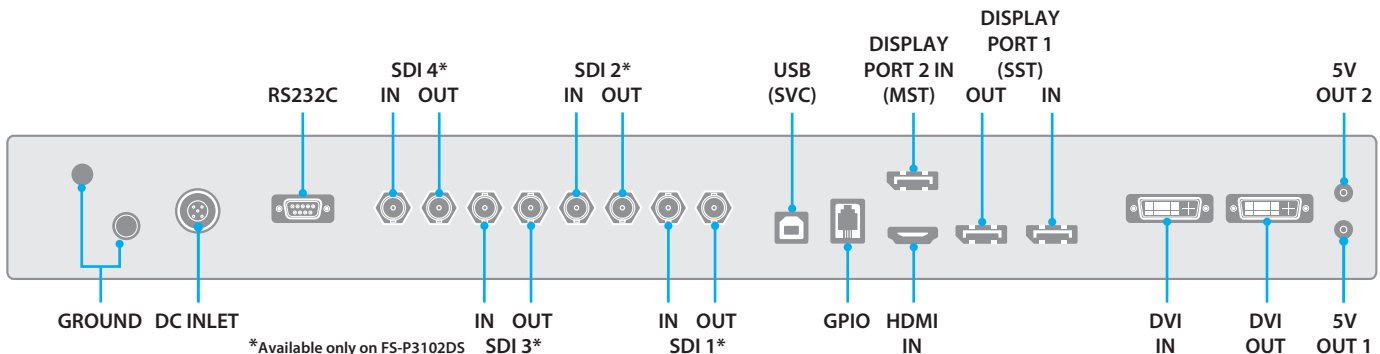 DISPLAY
PORT 1
(SST)
OUT IN
DISPLAY
PORT 2 IN
(MST)
USB
(SVC)
SDI 2*
IN OUT
SDI 4*
IN OUT
RS232C
5V
OUT 2
GROUND
DC INLET
*Available only on FS-P3102DS
IN OUT
SDI 3*
IN OUT
SDI 1*
GPIO
HDMI
IN
DVI
IN
DVI
OUT
5V
OUT 1